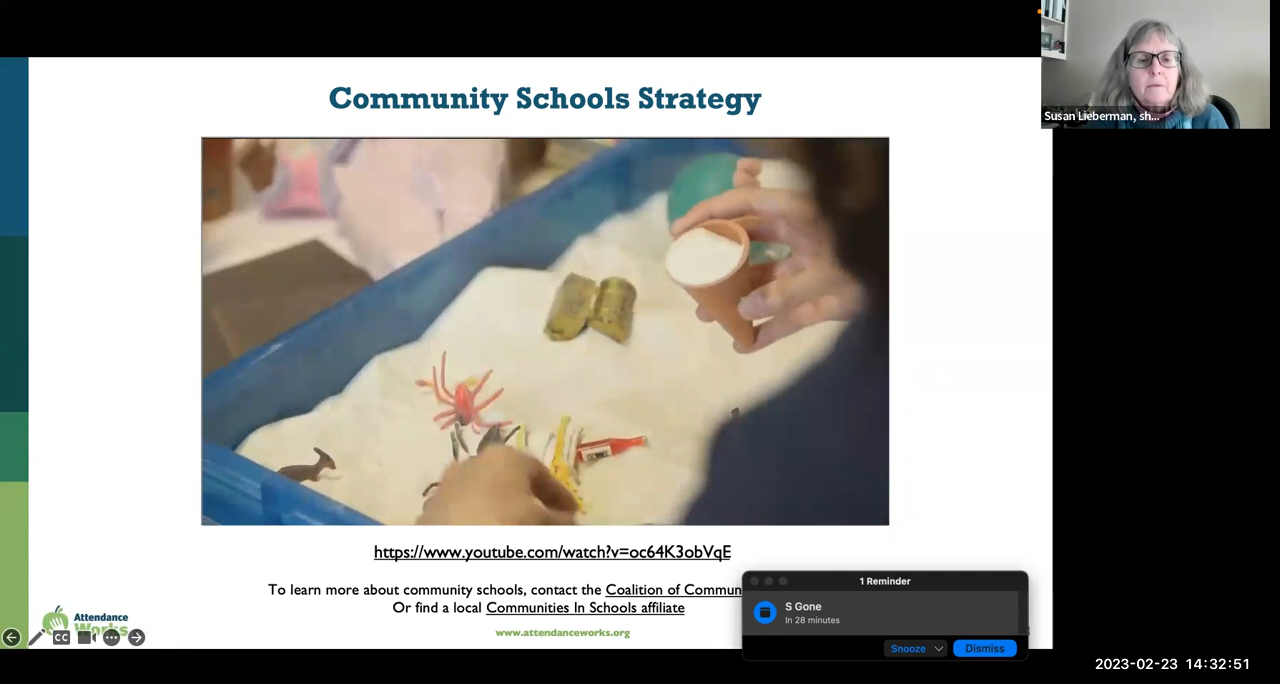 Community Schools Strategy
Susan Lieberman, sh...
https://www.youtube.com/watch?v=oc64K3obVqE
To learn more about community schools, contact the Coalition of Commun
Or find a local Communities In Schools affiliate
Attendance
Works
www.attendanceworks.org
CC
1 Reminder
S Gone
In 28 minutes
Snooze
Dismiss
2023-02-23 14:32:51